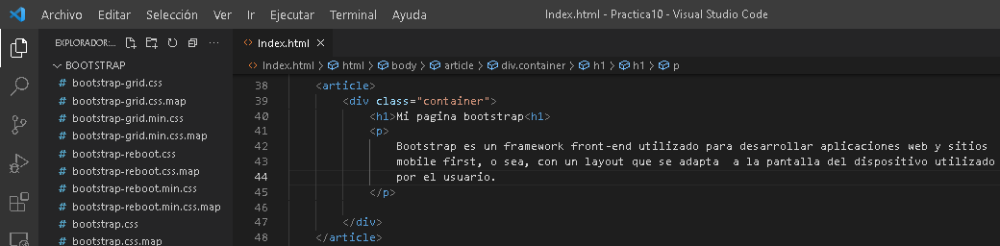 Archivo Editar Selección Ver Ir Ejecutar Terminal Ayuda Index.html - Practica10 - Visual Studio Code
EXPLORADOR:... Index.html
BOOTSTRAP Index.html > html > body > article > div.container > h1 > h1 > p
# bootstrap-grid.css
# bootstrap-grid.css.map
# bootstrap-grid.min.css
# bootstrap-grid.min.css.map
# bootstrap-reboot.css
# bootstrap-reboot.css.map
# bootstrap-reboot.min.css
# bootstrap-reboot.min.css.map
# bootstrap.css
# bootstrap.css.map
38 <article>
39 <div class="container">
40 <h1>Mi pagina bootstrap<h1>
41 <p>
42 Bootstrap es un framework front-end utilizado para desarrollar aplicaciones web y sitios
43 mobile first, o sea, con un layout que se adapta  a la pantalla del dispositivo utilizado
44 por el usuario.
45 </p>
46
47 </div>
48 </article>